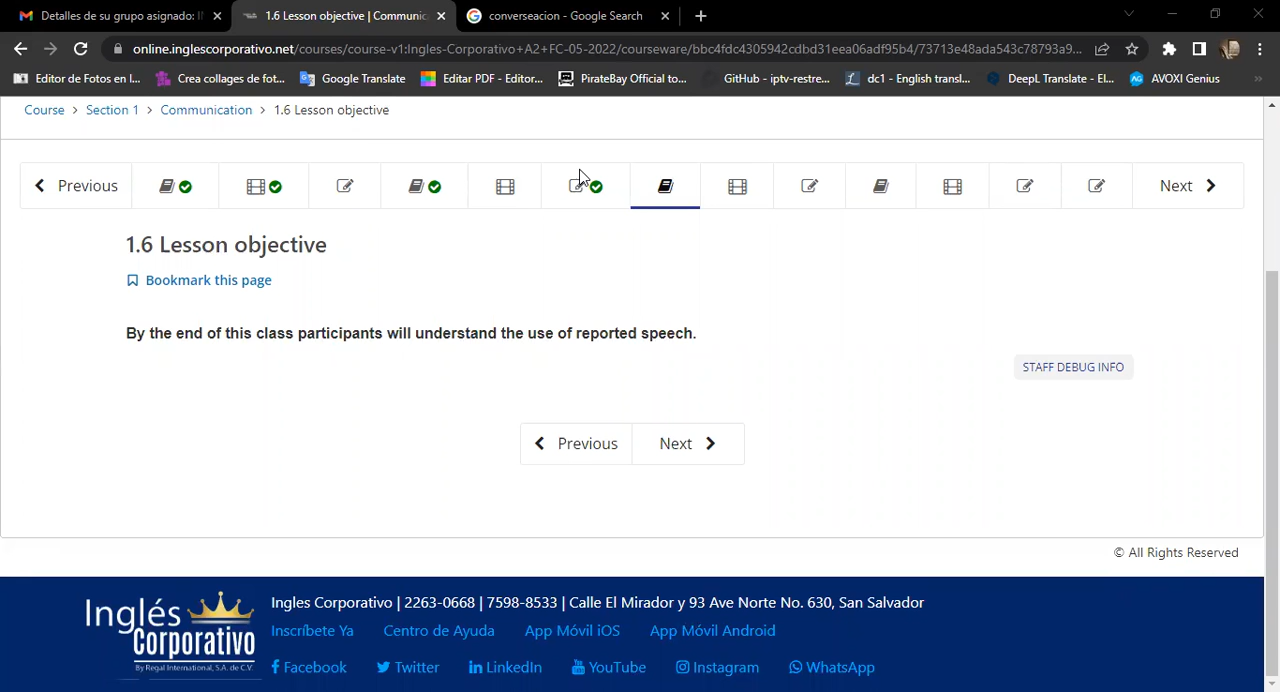 Detalles de su grupo asignado: I
1.6 Lesson objective | Communic
converseacion - Google Search
online.inglescorporativo.net/courses/course-v1:Ingles-Corporativo+A2+FC-05-2022/courseware/bbc4fdc4305942cdbd31eea06adf95b4/73713e48ada543c78793a9...
Editor de Fotos en l...
Crea collages de fot...
Google Translate
Editar PDF - Editor...
PirateBay Official to...
GitHub - iptv-restre...
dc1 - English transl...
DeepL Translate - El...
AVOXI Genius
Course > Section 1 > Communication > 1.6 Lesson objective
Previous
Next
1.6 Lesson objective
Bookmark this page
By the end of this class participants will understand the use of reported speech.
STAFF DEBUG INFO
Previous
Next
© All Rights Reserved
Inglés Corporativo
By Regal International, S.A. de C.V.
Ingles Corporativo | 2263-0668 | 7598-8533 | Calle El Mirador y 93 Ave Norte No. 630, San Salvador
Inscríbete Ya
Centro de Ayuda
App Móvil iOS
App Móvil Android
Facebook
Twitter
LinkedIn
YouTube
Instagram
WhatsApp